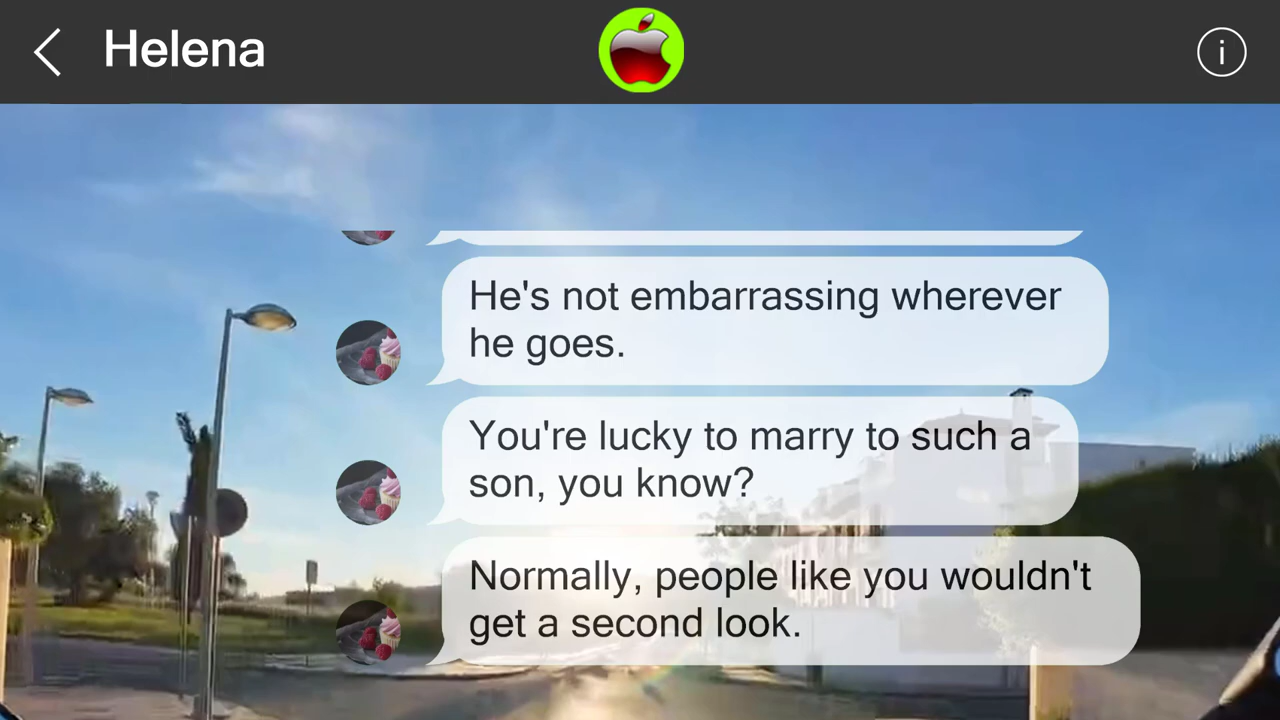 Helena
He's not embarrassing wherever
he goes.
You're lucky to marry to such a
son, you know?
Normally, people like you wouldn't
get a second look.